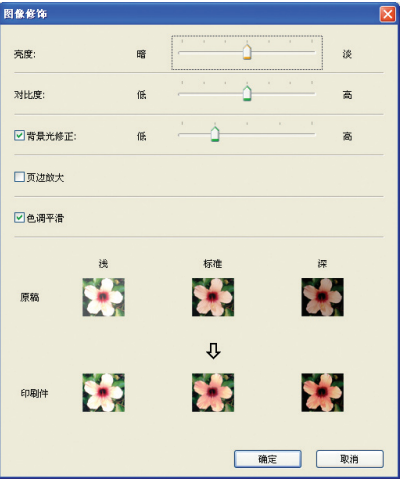 图像修饰
亮度: 暗 淡
对比度: 低 高
背景光修正: 低 高
页边放大
色调平滑
浅 标准 深
原稿
印刷件
确定 取消